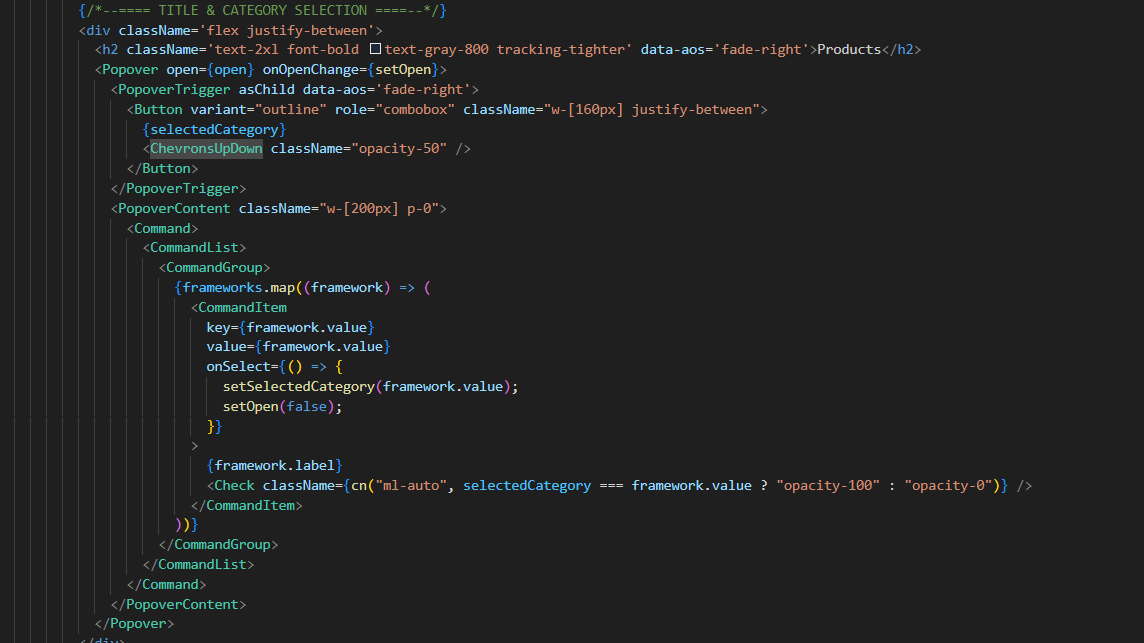 {/*--==== TITLE & CATEGORY SELECTION ====--*/}
<div className='flex justify-between'>
<h2 className='text-2xl font-bold text-gray-800 tracking-tighter' data-aos='fade-right'>Products</h2>
<Popover open={open} onOpenChange={setOpen}>
<PopoverTrigger asChild data-aos='fade-right'>
<Button variant="outline" role="combobox" className="w-[160px] justify-between">
{selectedCategory}
<ChevronsUpDown className="opacity-50" />
</Button>
</PopoverTrigger>
<PopoverContent className="w-[200px] p-0">
<Command>
<CommandList>
<CommandGroup>
{frameworks.map((framework) => (
<CommandItem
key={framework.value}
value={framework.value}
onSelect={() => {
setSelectedCategory(framework.value);
setOpen(false);
}}
>
{framework.label}
<Check className={cn("ml-auto", selectedCategory === framework.value ? "opacity-100" : "opacity-0")} />
</CommandItem>
))}
</CommandGroup>
</CommandList>
</Command>
</PopoverContent>
</Popover>
</div>